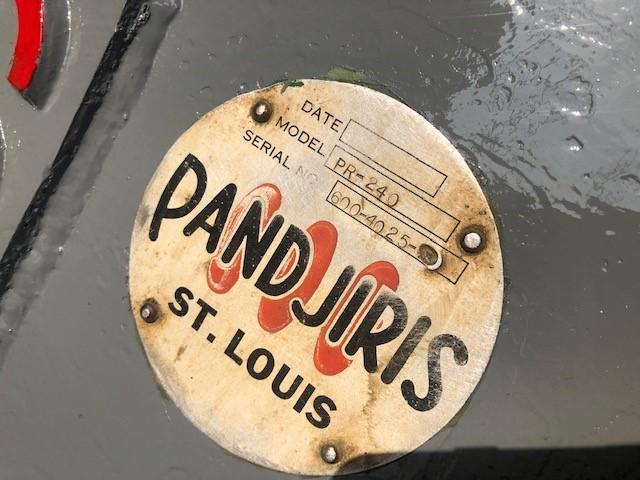 DATE
MODEL PR-240
SERIAL NO. 600-4025-
PANDJIRIS
ST. LOUIS